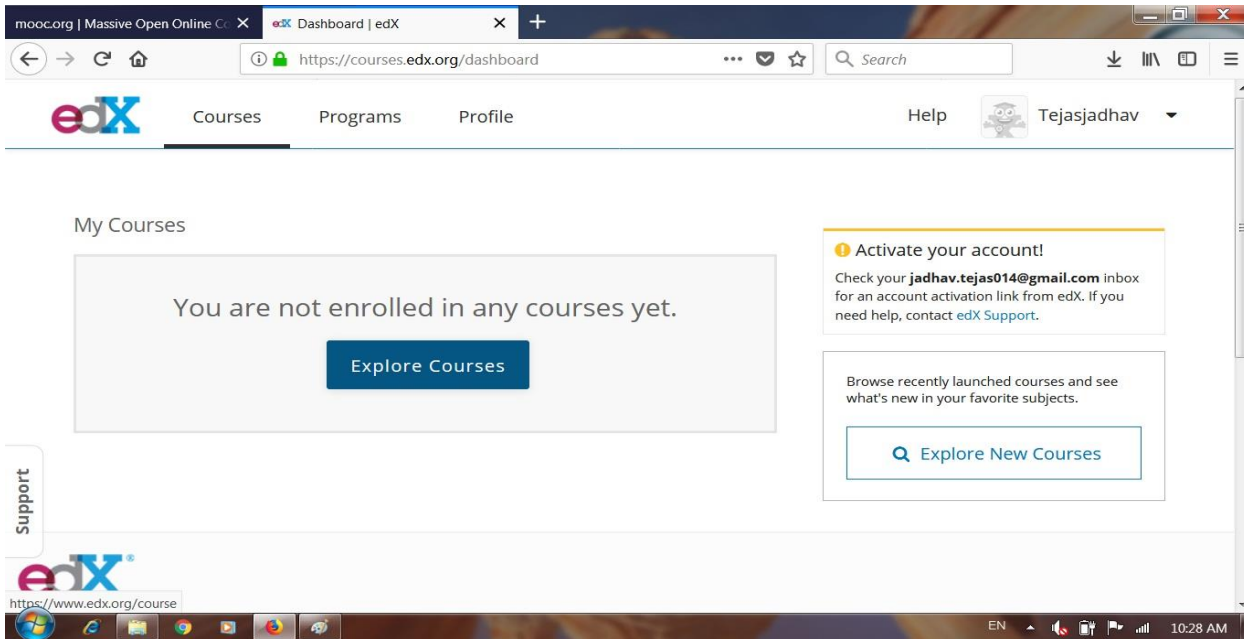 mooc.org | Massive Open Online Co
edX Dashboard | edX
https://courses.edx.org/dashboard
Search
edX Courses Programs Profile Help Tejasjadhav
My Courses
You are not enrolled in any courses yet.
Explore Courses
Activate your account!
Check your jadhav.tejas014@gmail.com inbox
for an account activation link from edX. If you
need help, contact edX Support.
Browse recently launched courses and see
what's new in your favorite subjects.
Explore New Courses
Support
edX®
https://www.edx.org/course
EN 10:28 AM